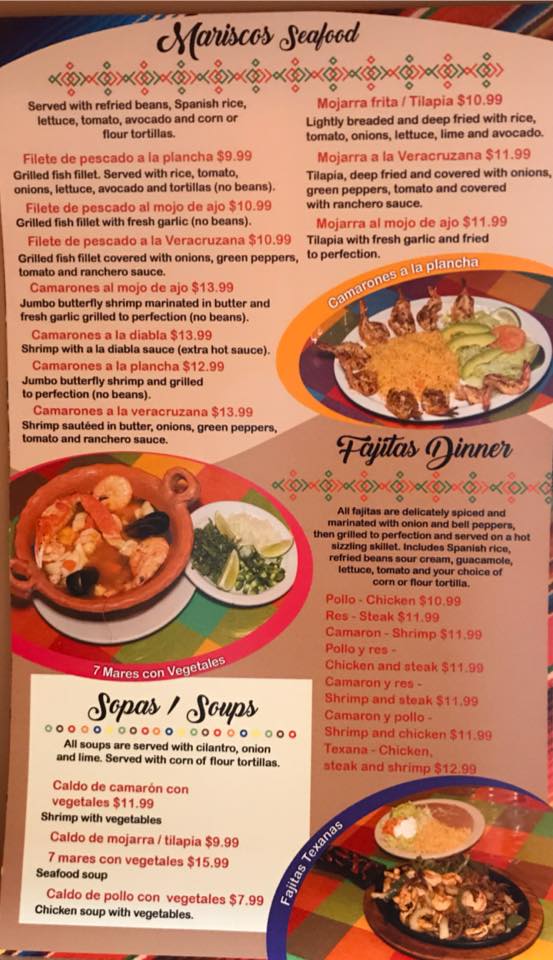 Mariscos Seafood
Served with refried beans, Spanish rice,
lettuce, tomato, avocado and corn or
flour tortillas.
Filete de pescado a la plancha $9.99
Grilled fish fillet. Served with rice, tomato,
onions, lettuce, avocado and tortillas (no beans).
Filete de pescado al mojo de ajo $10.99
Grilled fish fillet with fresh garlic (no beans).
Filete de pescado a la Veracruzana $10.99
Grilled fish fillet covered with onions, green peppers,
tomato and ranchero sauce.
Camarones al mojo de ajo $13.99
Jumbo butterfly shrimp marinated in butter and
fresh garlic grilled to perfection (no beans).
Camarones a la diabla $13.99
Shrimp with a la diabla sauce (extra hot sauce).
Camarones a la plancha $12.99
Jumbo butterfly shrimp and grilled
to perfection (no beans).
Camarones a la veracruzana $13.99
Shrimp sautéed in butter, onions, green peppers,
tomato and ranchero sauce.
Mojarra frita / Tilapia $10.99
Lightly breaded and deep fried with rice,
tomato, onions, lettuce, lime and avocado.
Mojarra a la Veracruzana $11.99
Tilapia, deep fried and covered with onions,
green peppers, tomato and covered
with ranchero sauce.
Mojarra al mojo de ajo $11.99
Tilapia with fresh garlic and fried
to perfection.
Camarones a la plancha
7 Mares con Vegetales
Fajitas Dinner
All fajitas are delicately spiced and
marinated with onion and bell peppers,
then grilled to perfection and served on a hot
sizzling skillet. Includes Spanish rice,
refried beans sour cream, guacamole,
lettuce, tomato and your choice of
corn or flour tortilla.
Pollo - Chicken $10.99
Res - Steak $11.99
Camaron - Shrimp $11.99
Pollo y res -
Chicken and steak $11.99
Camaron y res -
Shrimp and steak $11.99
Camaron y pollo -
Shrimp and chicken $11.99
Texana - Chicken,
steak and shrimp $12.99
Sopas / Soups
All soups are served with cilantro, onion
and lime. Served with corn of flour tortillas.
Caldo de camarón con
vegetales $11.99
Shrimp with vegetables
Caldo de mojarra / tilapia $9.99
7 mares con vegetales $15.99
Seafood soup
Caldo de pollo con vegetales $7.99
Chicken soup with vegetables.
Fajitas Texanas